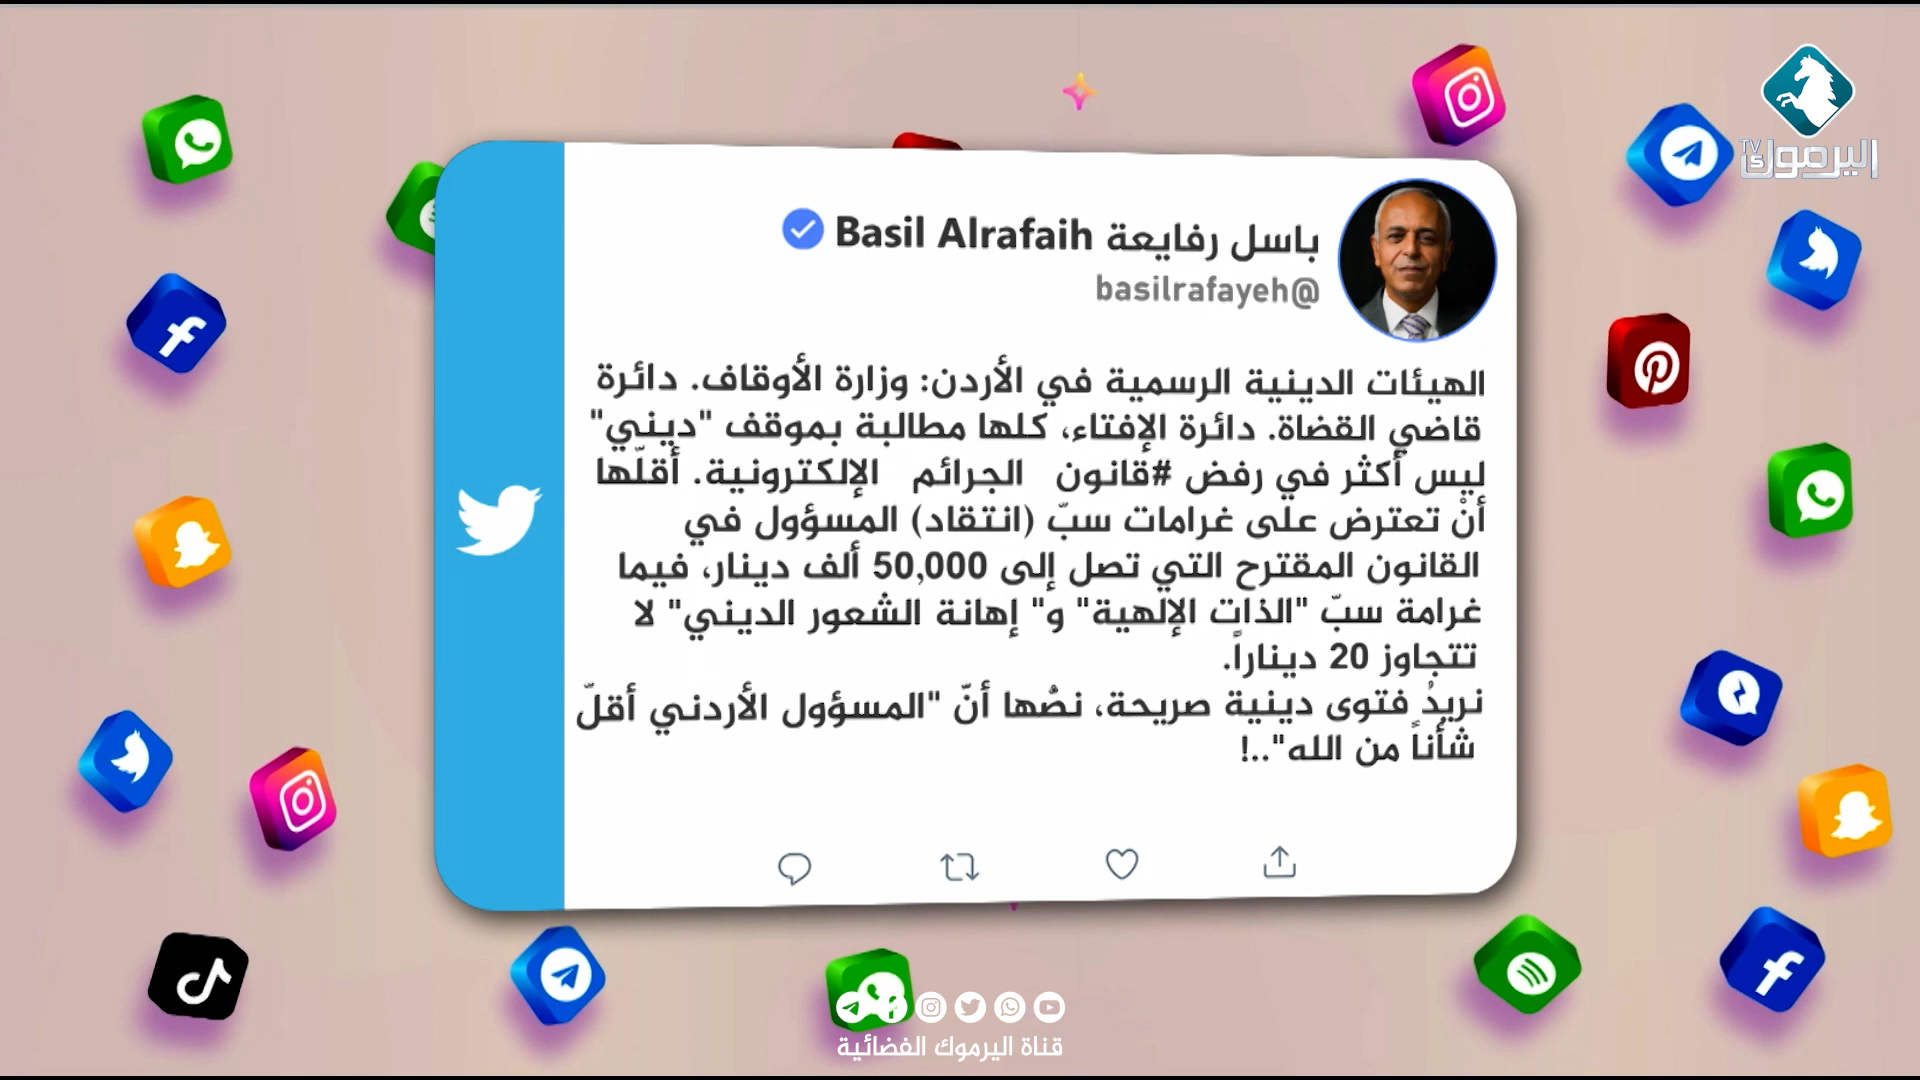 اليرموك
TV
باسل رفايعة Basil Alrafaih
@basilrafayeh
الهيئات الدينية الرسمية في الأردن: وزارة الأوقاف. دائرة
قاضي القضاة. دائرة الإفتاء، كلها مطالبة بموقف "ديني"
ليس أكثر في رفض #قانون الجرائم الإلكترونية. أقلّها
أنْ تعترض على غرامات سبّ (انتقاد) المسؤول في
القانون المقترح التي تصل إلى 50,000 ألف دينار، فيما
غرامة سبّ "الذات الإلهية" و" إهانة الشعور الديني" لا
تتجاوز 20 ديناراً.
نريدُ فتوى دينية صريحة، نصُّها أنّ "المسؤول الأردني أقلّ
شأناً من الله"..!
قناة اليرموك الفضائية